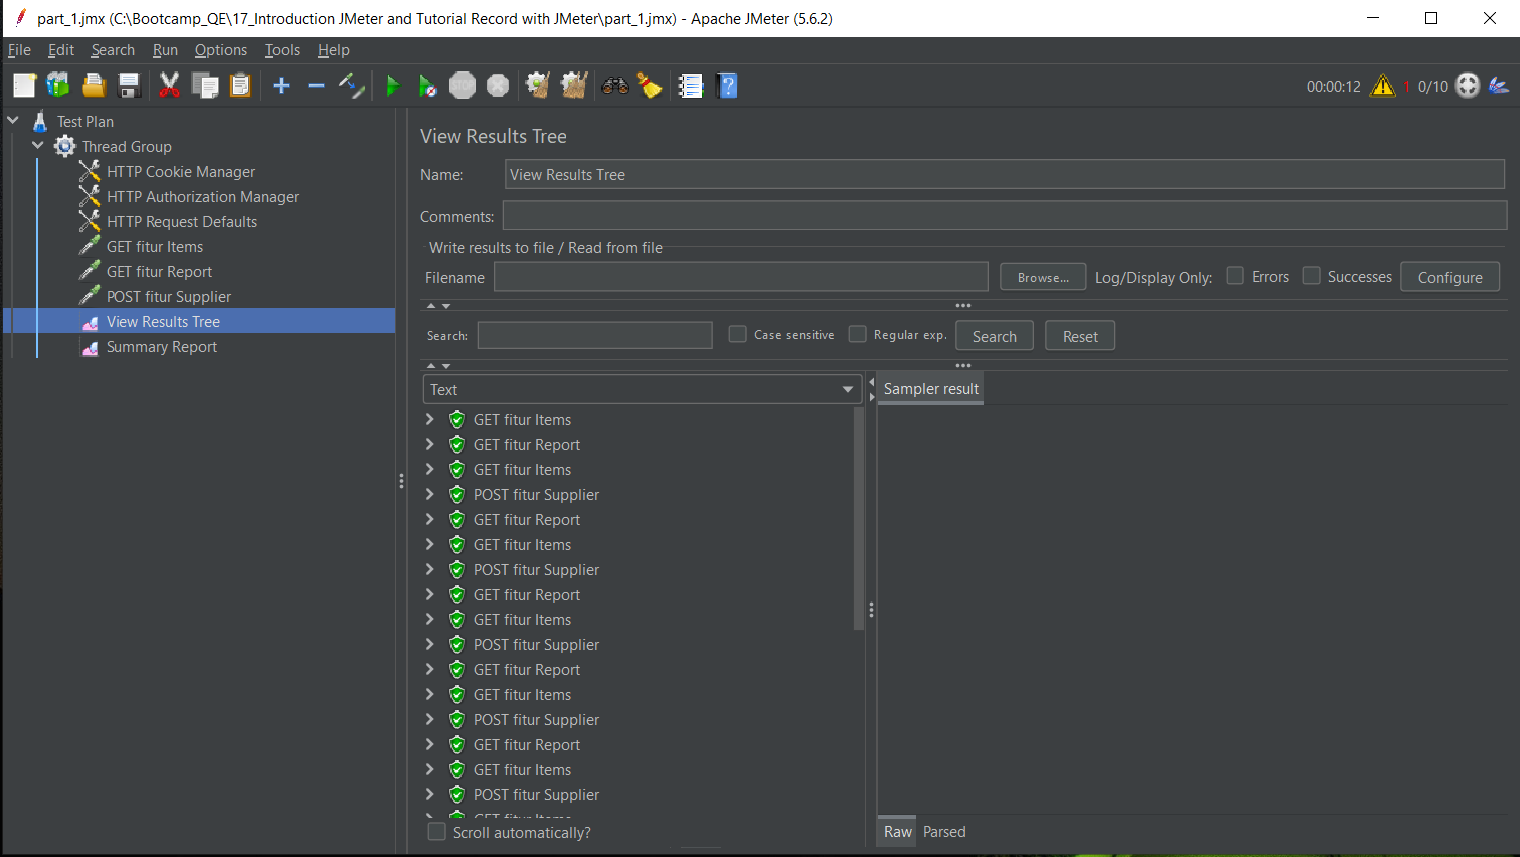 part_1.jmx (C:\Bootcamp_QE\17_Introduction JMeter and Tutorial Record with JMeter\part_1.jmx) - Apache JMeter (5.6.2)
File Edit Search Run Options Tools Help
STOP 00:00:12 1 0/10
Test Plan
Thread Group
HTTP Cookie Manager
HTTP Authorization Manager
HTTP Request Defaults
GET fitur Items
GET fitur Report
POST fitur Supplier
View Results Tree
Summary Report
View Results Tree
Name: View Results Tree
Comments:
Write results to file / Read from file
Filename Browse... Log/Display Only: Errors Successes Configure
Search: Case sensitive Regular exp. Search Reset
Text
GET fitur Items
GET fitur Report
GET fitur Items
POST fitur Supplier
GET fitur Report
GET fitur Items
POST fitur Supplier
GET fitur Report
GET fitur Items
POST fitur Supplier
GET fitur Report
GET fitur Items
POST fitur Supplier
GET fitur Report
GET fitur Items
POST fitur Supplier
GET fitur Items
Scroll automatically?
Sampler result
Raw Parsed